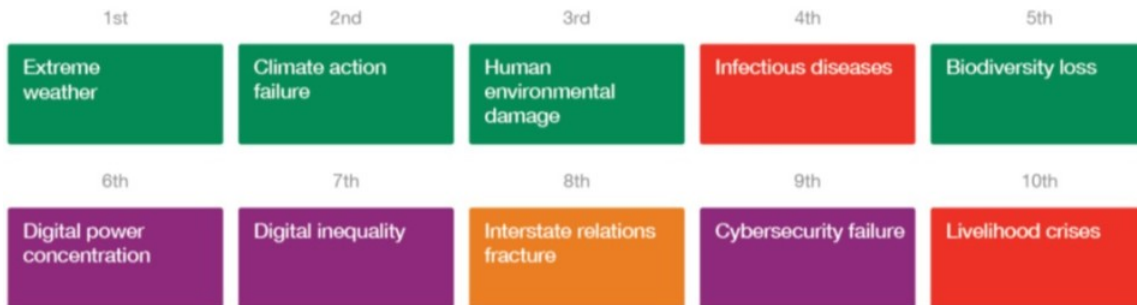 1st 2nd 3rd 4th 5th
Extreme
weather
Climate action
failure
Human
environmental
damage
Infectious diseases
Biodiversity loss
6th 7th 8th 9th 10th
Digital power
concentration
Digital inequality
Interstate relations
fracture
Cybersecurity failure
Livelihood crises